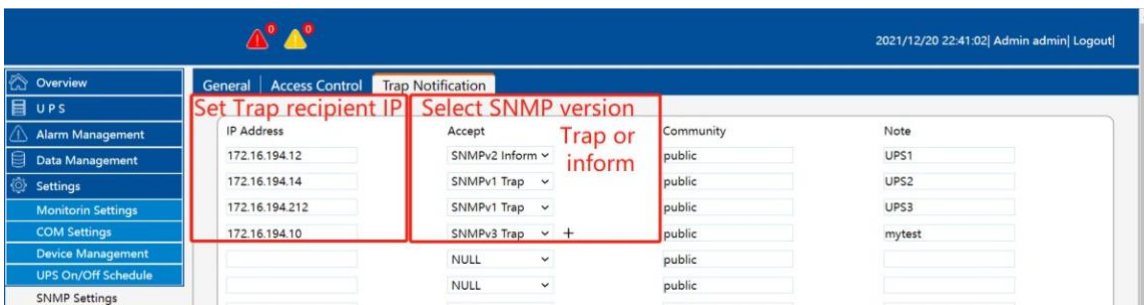 0 0
2021/12/20 22:41:02| Admin admin| Logout|
Overview
UPS
Alarm Management
Data Management
Settings
Monitorin Settings
COM Settings
Device Management
UPS On/Off Schedule
SNMP Settings
General | Access Control | Trap Notification
Set Trap recipient IP Select SNMP version
Trap or
inform
IP Address Accept Community Note
172.16.194.12 SNMPv2 Inform public UPS1
172.16.194.14 SNMPv1 Trap public UPS2
172.16.194.212 SNMPv1 Trap public UPS3
172.16.194.10 SNMPv3 Trap + public mytest
NULL public
NULL public